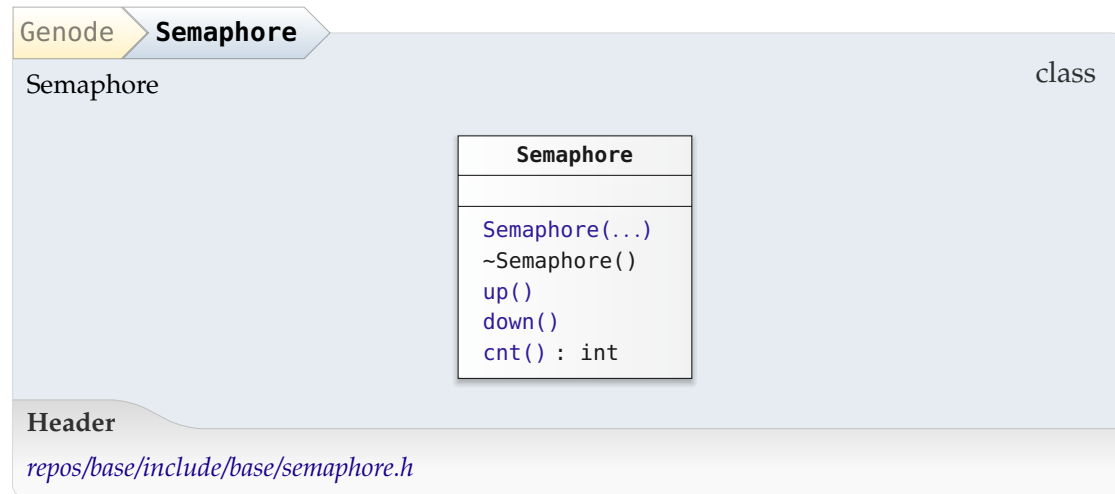 Genode Semaphore
Semaphore class
Semaphore
Semaphore(...)
~Semaphore()
up()
down()
cnt() : int
Header
repos/base/include/base/semaphore.h